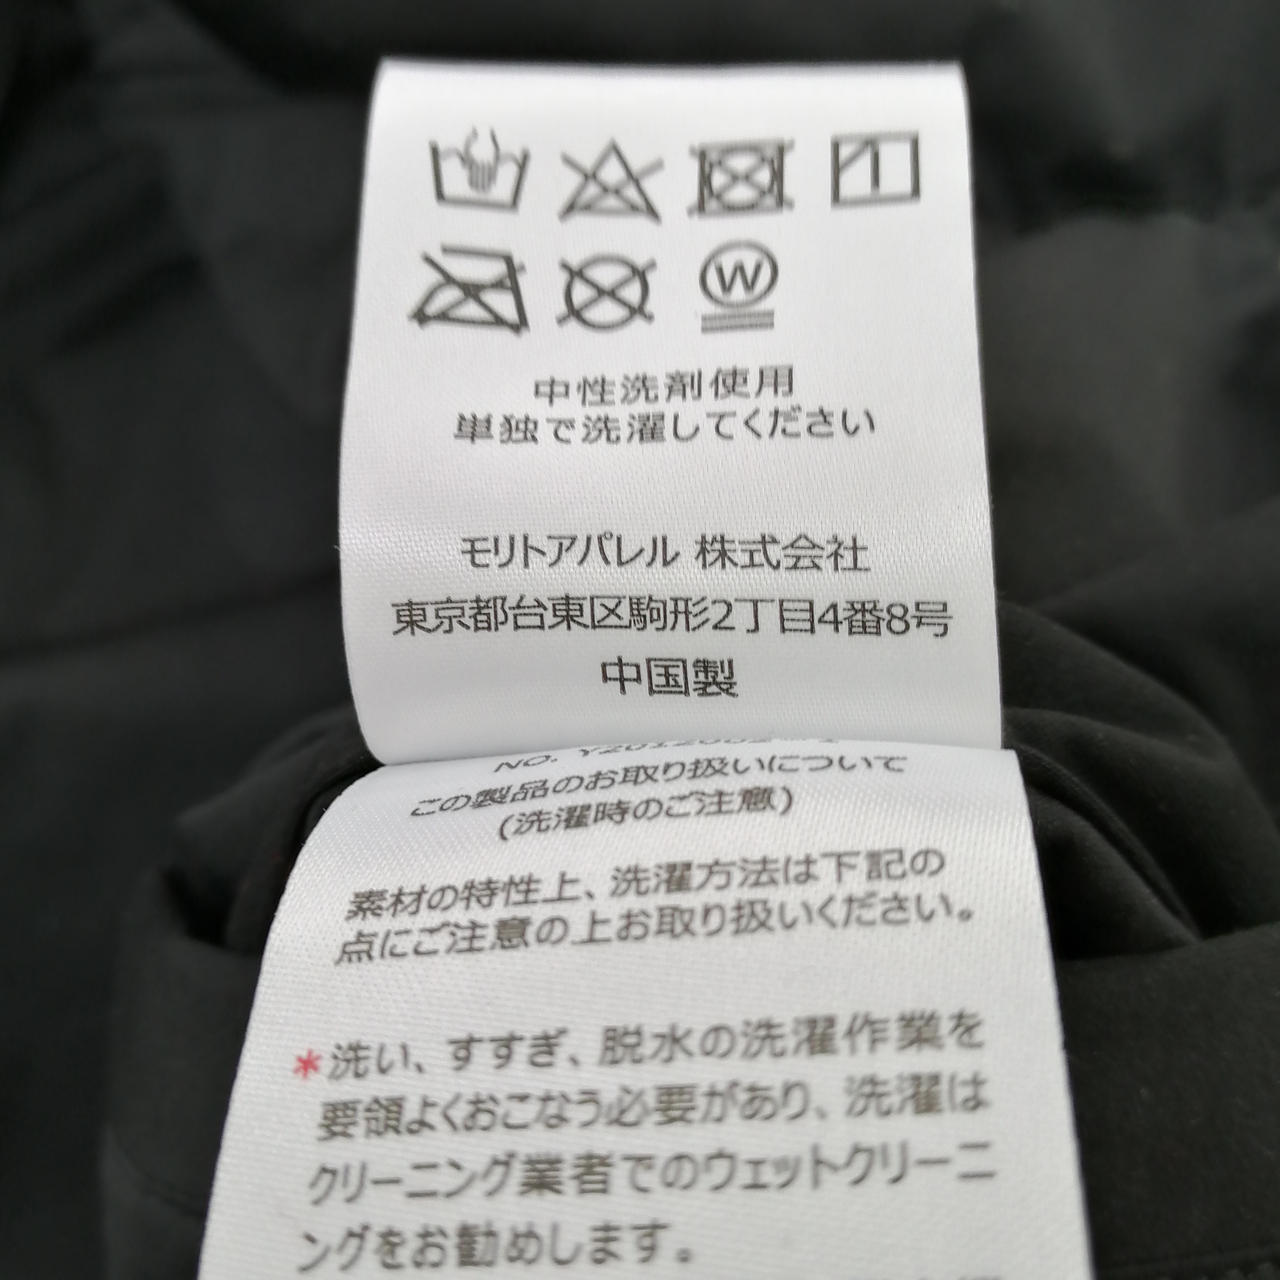 W
中性洗剤使用
単独で洗濯してください
モリトアパレル 株式会社
東京都台東区駒形2丁目4番8号
中国製
NO.
この製品のお取り扱いについて
(洗濯時のご注意)
素材の特性上、洗濯方法は下記の
点にご注意の上お取り扱いください。
*洗い、すすぎ、脱水の洗濯作業を
要領よくおこなう必要があり、洗濯は
クリーニング業者でのウェットクリーニ
ングをお勧めします。